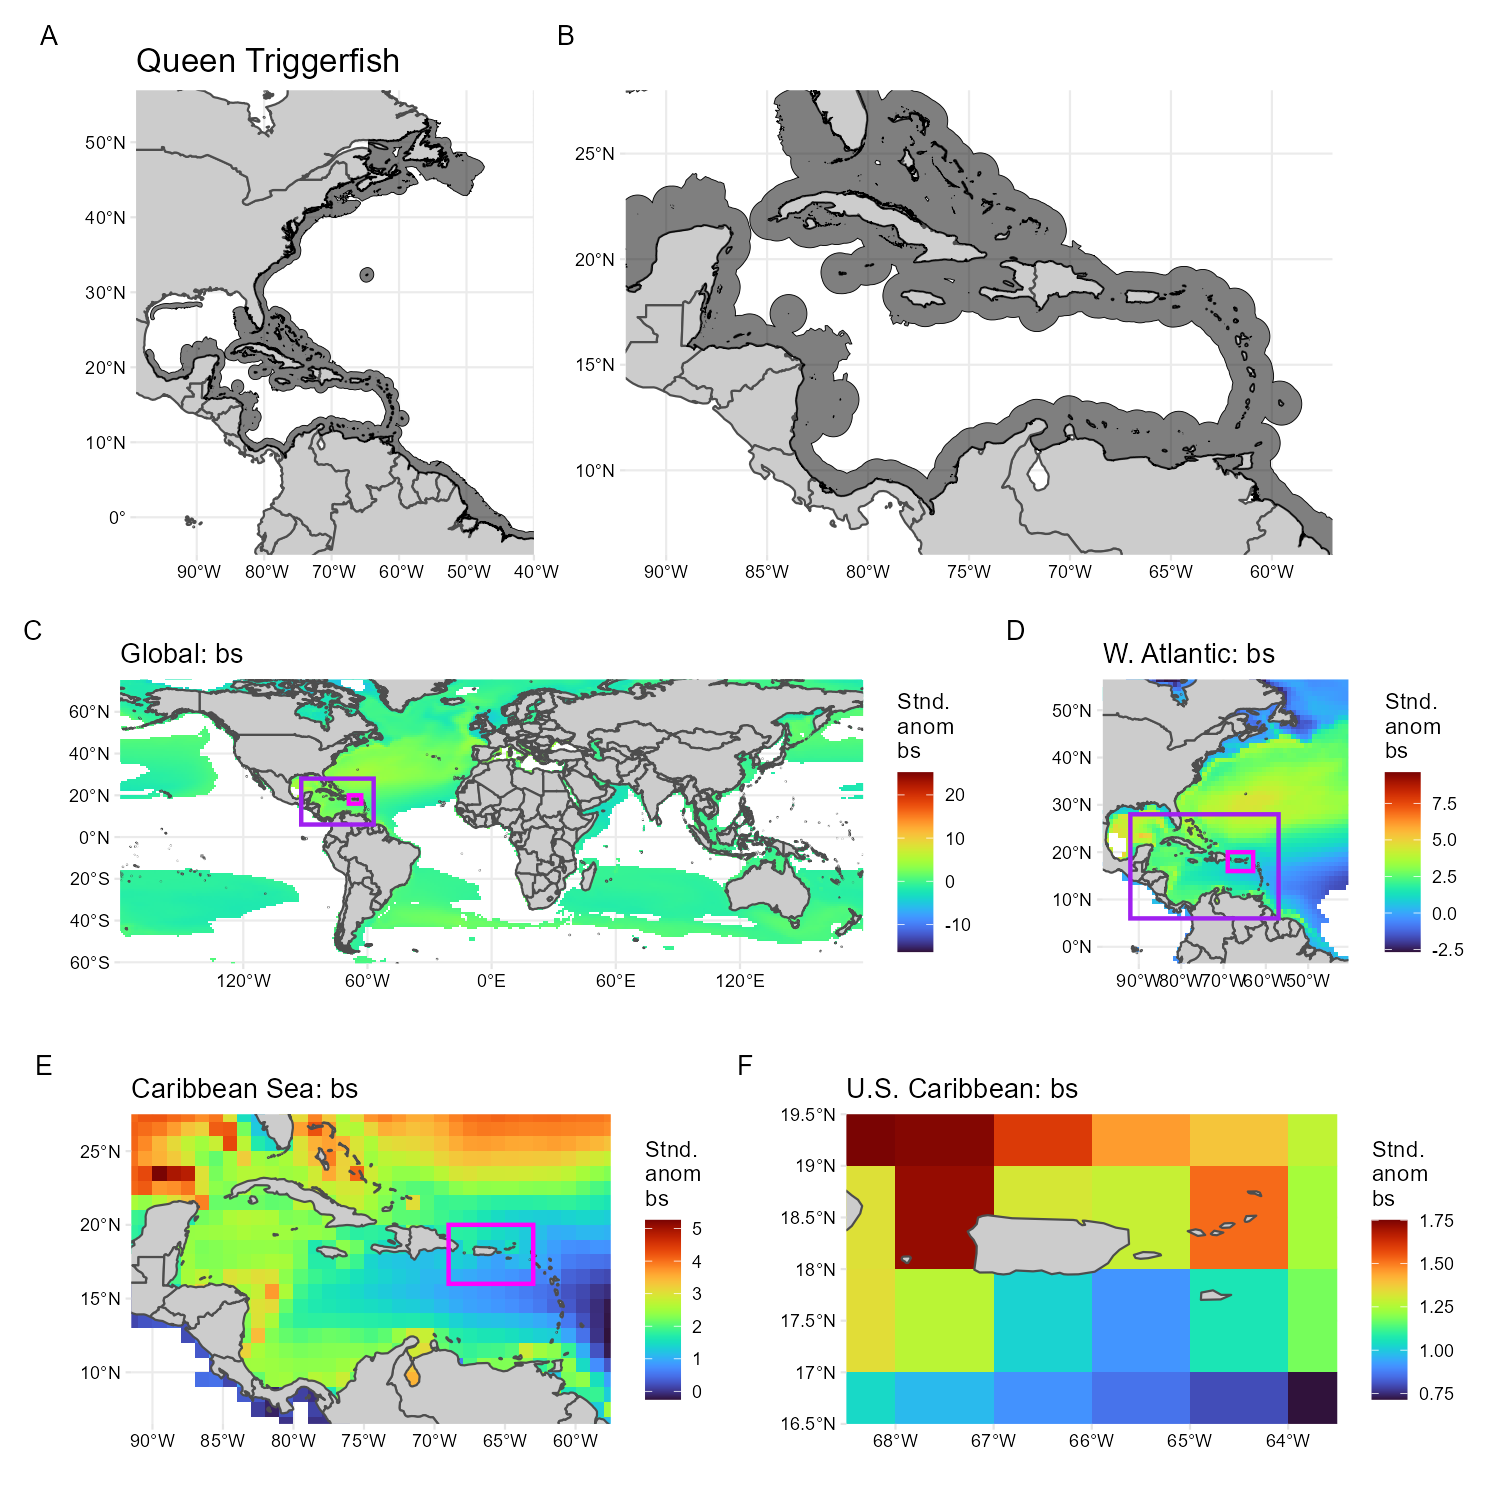 A
B
Queen Triggerfish
50°N
40°N
30°N
20°N
10°N
0°
90°W 80°W 70°W 60°W 50°W 40°W
25°N
20°N
15°N
10°N
90°W 85°W 80°W 75°W 70°W 65°W 60°W
C
Global: bs
60°N
40°N
20°N
0°N
20°S
40°S
60°S
120°W 60°W 0°E 60°E 120°E
Stnd.
anom
bs
20
10
0
-10
D
W. Atlantic: bs
50°N
40°N
30°N
20°N
10°N
0°N
90°W 80°W 70°W 60°W 50°W
Stnd.
anom
bs
7.5
5.0
2.5
0.0
-2.5
E
Caribbean Sea: bs
25°N
20°N
15°N
10°N
90°W 85°W 80°W 75°W 70°W 65°W 60°W
Stnd.
anom
bs
5
4
3
2
1
0
F
U.S. Caribbean: bs
19.5°N
19°N
18.5°N
18°N
17.5°N
17°N
16.5°N
68°W 67°W 66°W 65°W 64°W
Stnd.
anom
bs
1.75
1.50
1.25
1.00
0.75